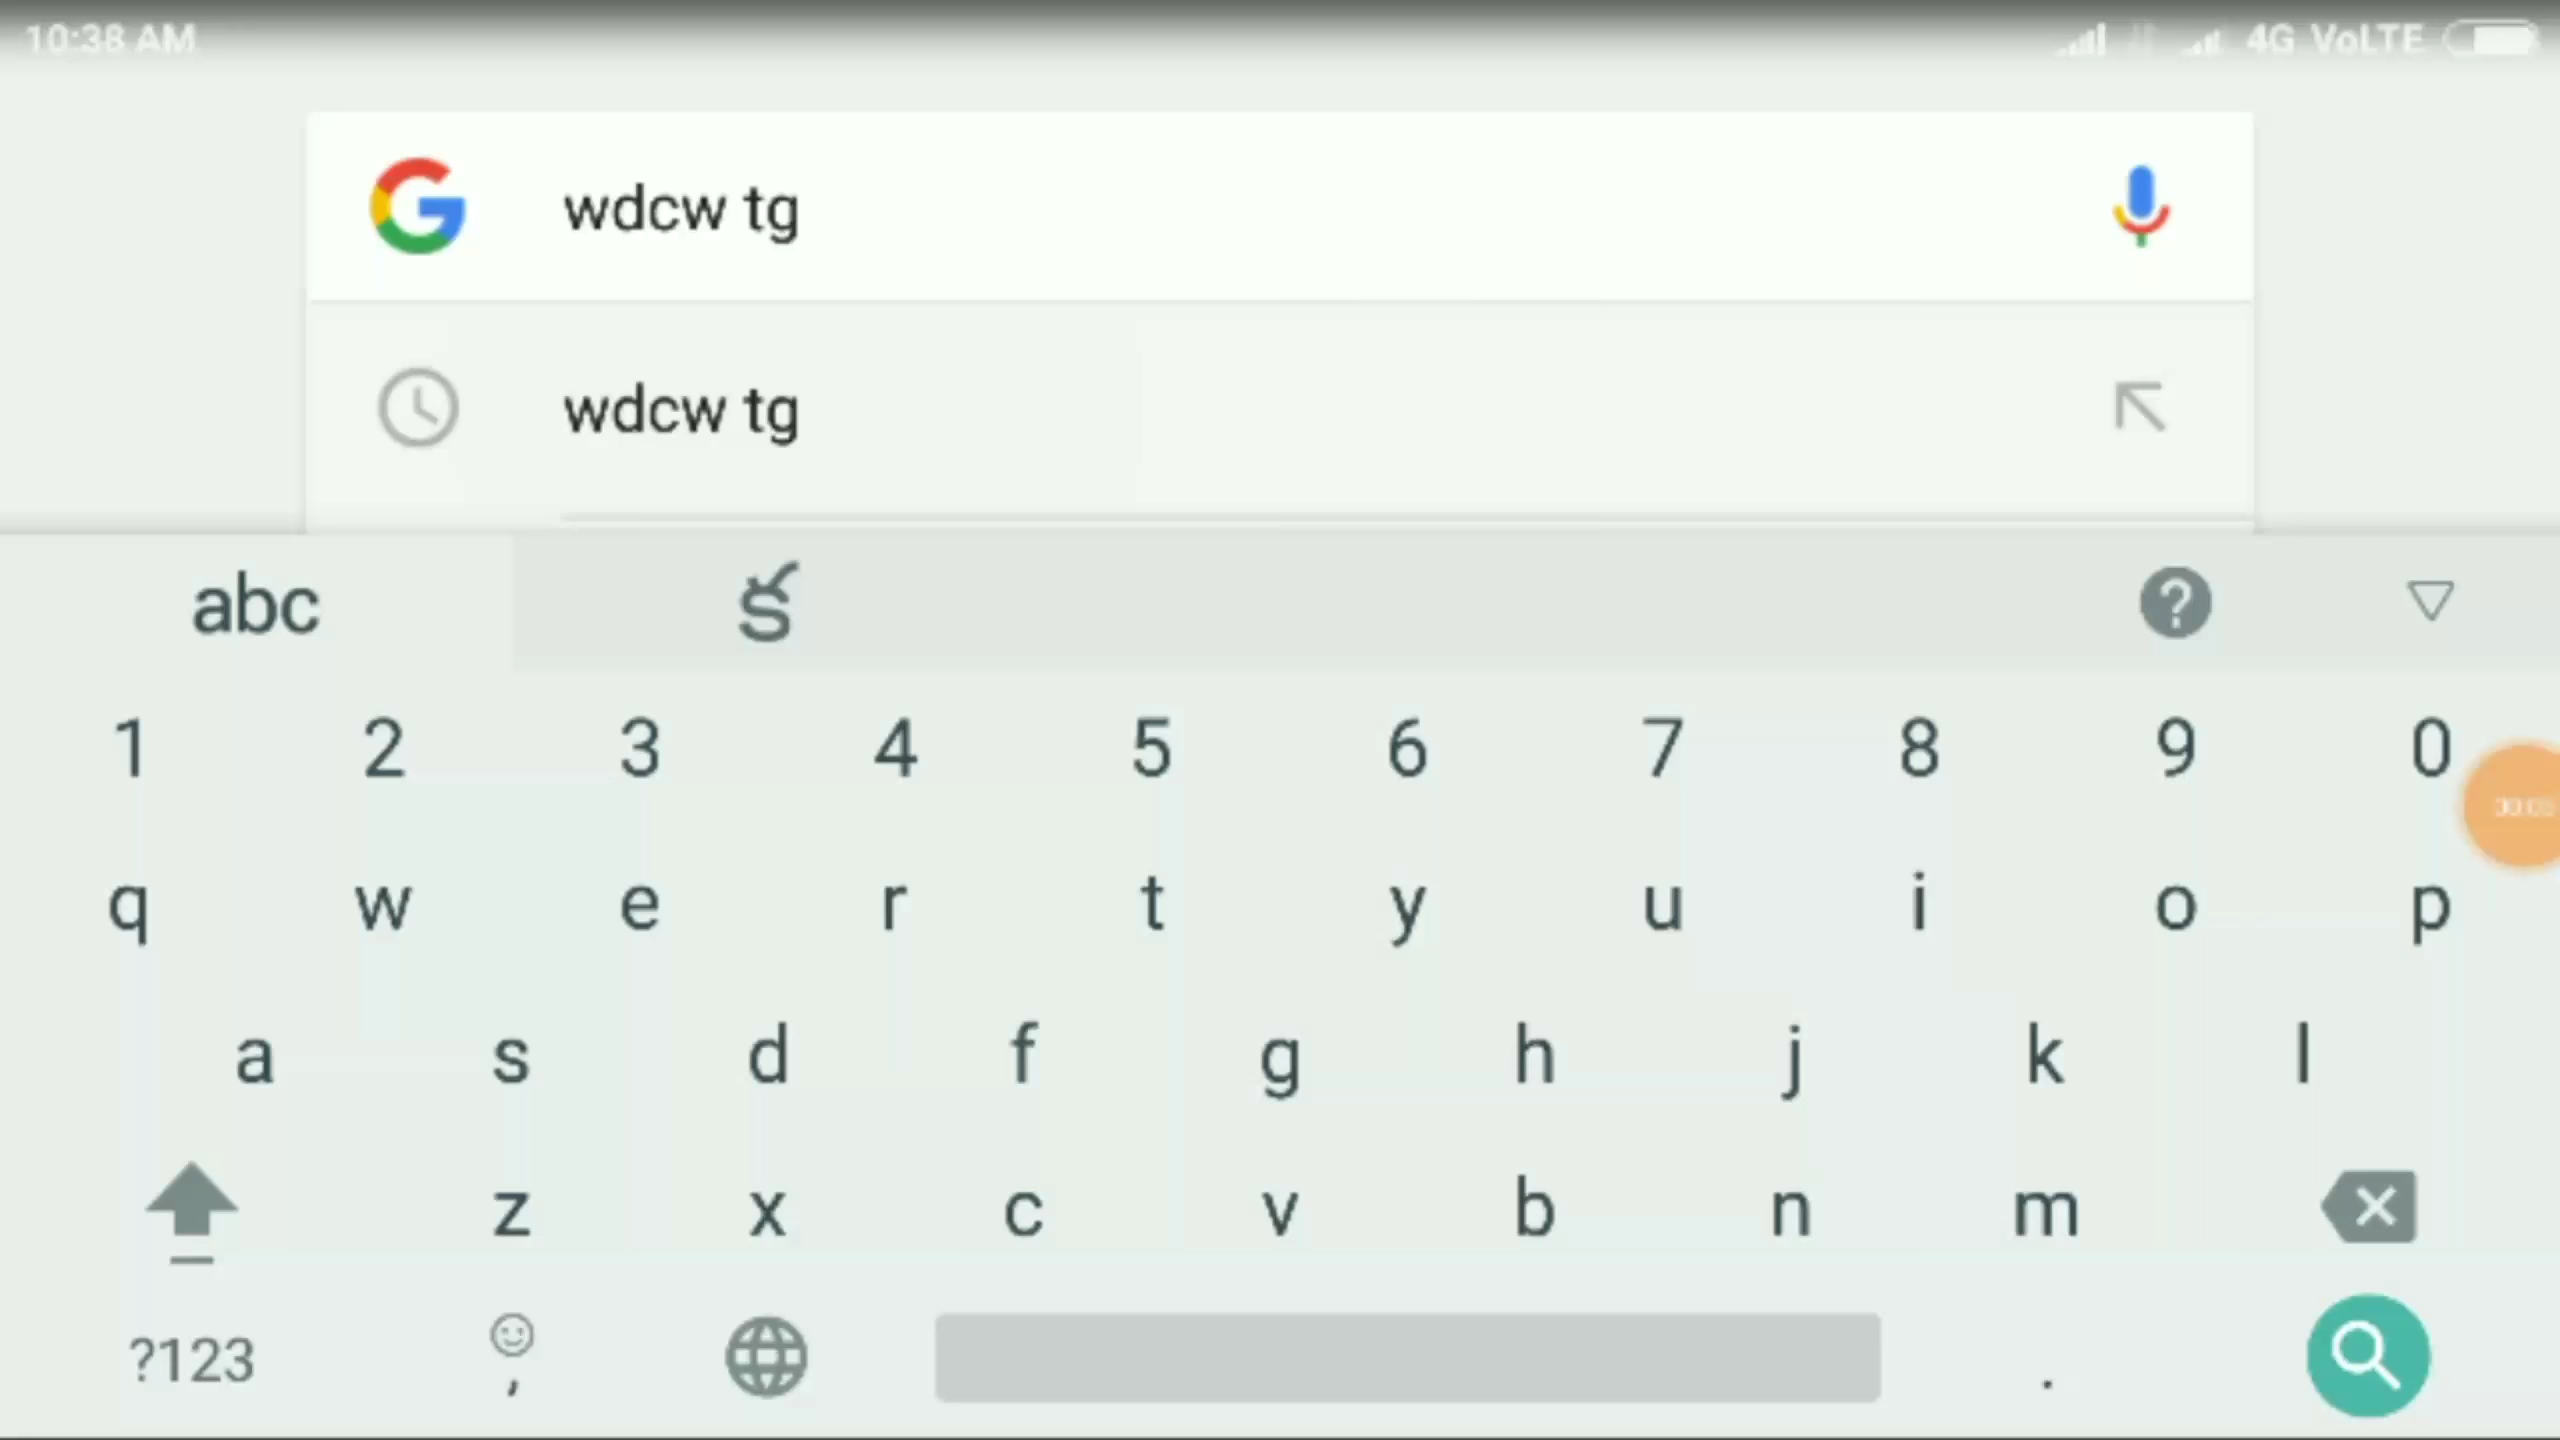 10:38 AM 4G VoLTE
wdcw tg
wdcw tg
abc క
1 2 3 4 5 6 7 8 9 0
q w e r t y u i o p
a s d f g h j k l
z x c v b n m
?123 , .